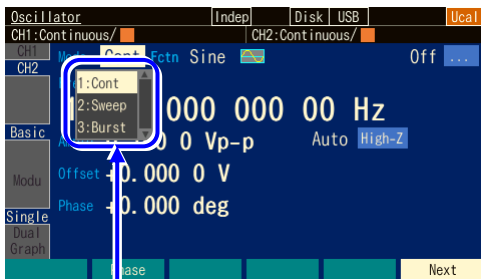 Oscillator Indep Disk USB Ucal
CH1:Continuous/ CH2:Continuous/
CH1 Mode Cont Fctn Sine Off ...
CH2
1:Cont
2:Sweep 000 000 00 Hz
3:Burst
Basic 0 Vp-p Auto High-Z
Modu Offset +0.000 0 V
Phase +0.000 deg
Single
Dual
Graph
Phase Next